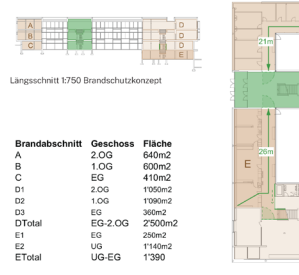 A
B
C
D
D
D
E
Längsschnitt 1:750 Brandschutzkonzept
Brandabschnitt Geschoss Fläche
A 2.OG 640m2
B 1.OG 600m2
C EG 410m2
D1 2.OG 1'050m2
D2 1.OG 1'090m2
D3 EG 360m2
DTotal EG-2.OG 2'500m2
E1 EG 250m2
E2 UG 1'140m2
ETotal UG-EG 1'390
21m
26m
E